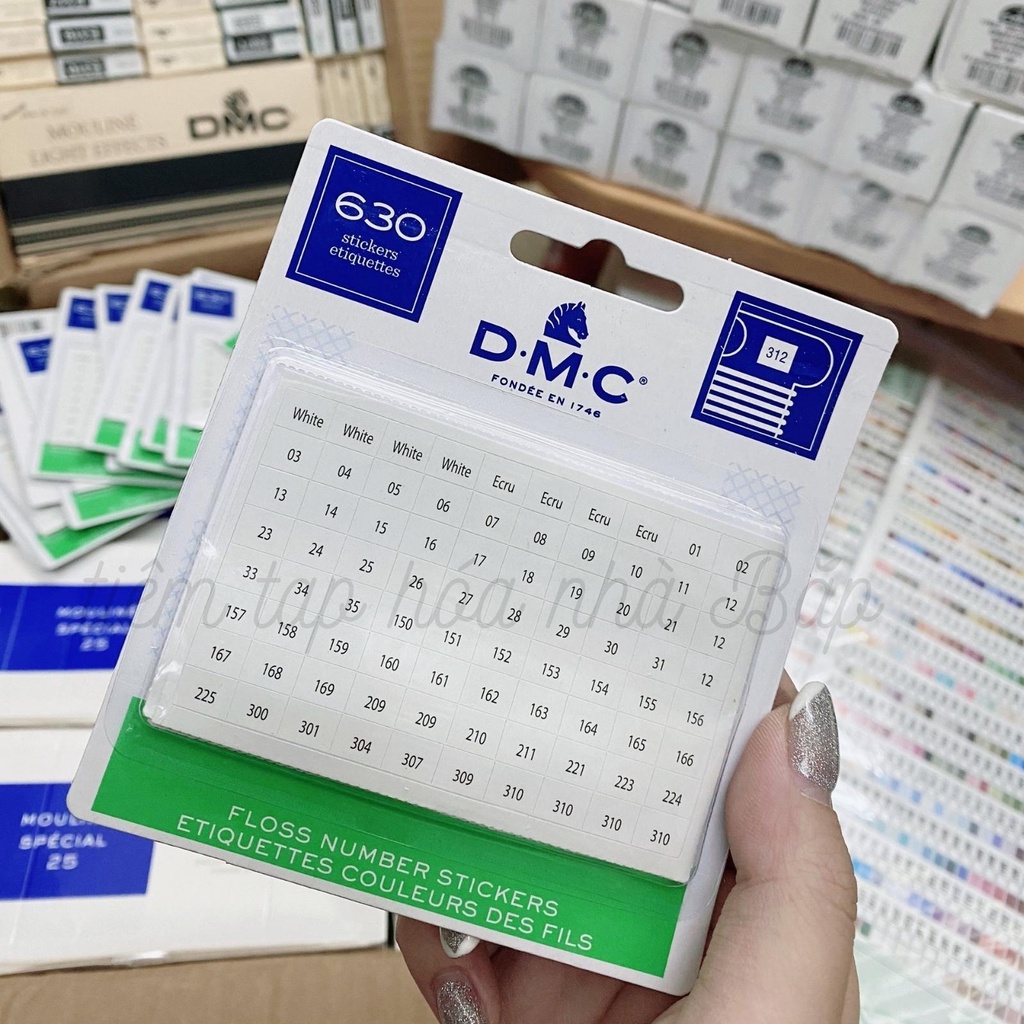 MOULINÉ
LIGHT EFFECTS
DMC
630
stickers
etiquettes
D·M·C®
FONDÉE EN 1746
312
White White White White Ecru Ecru Ecru Ecru 01 02
03 04 05 06 07 08 09 10 11 12
13 14 15 16 17 18 19 20 21 12
23 24 25 26 27 28 29 30 31 12
33 34 35 150 151 152 153 154 155 156
157 158 159 160 161 162 163 164 165 166
167 168 169 209 209 210 211 221 223 224
225 300 301 304 307 309 310 310 310 310
FLOSS NUMBER STICKERS
ETIQUETTES COULEURS DES FILS
tiệm tạp hóa nhà Bắp
MOULINÉ
SPÉCIAL
25
MOULINÉ
SPÉCIAL
25